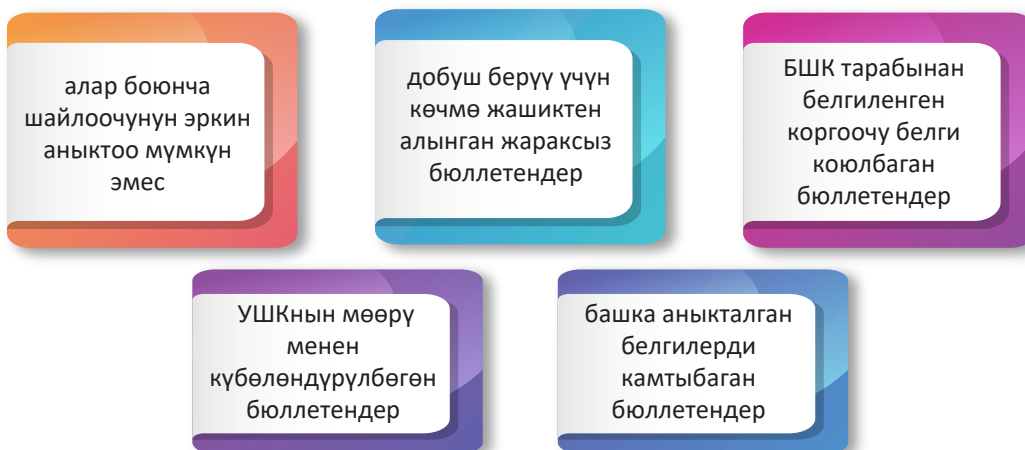 алар боюнча
шайлоочунун эркин
аныктоо мүмкүн
эмес
добуш берүү үчүн
көчмө жашиктен
алынган жараксыз
бюллетендер
БШК тарабынан
белгиленген
коргоочу белги
коюлбаган
бюллетендер
УШКнын мөөрү
менен
күбөлөндүрүлбөгөн
бюллетендер
башка аныкталган
белгилерди
камтыбаган
бюллетендер